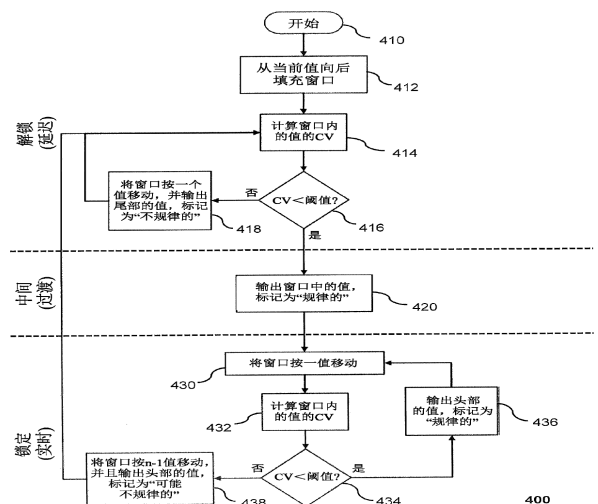 开始
410
从当前值向后
填充窗口
412
解锁
(延迟)
计算窗口内
的值的CV
414
将窗口按一个
值移动，并输出
尾部的值，标记
为“不规律的”
418
否
CV＜阈值?
416
是
中间
(过渡)
输出窗口中的值，
标记为“规律的”
420
锁定
(实时)
将窗口按一值移动
430
计算窗口内
的值的CV
432
输出头部
的值，标记为
“规律的”
436
将窗口按n-1值移动，
并且输出头部的值，
标记为“可能
不规律的”
438
否
CV＜阈值?
是
434
400